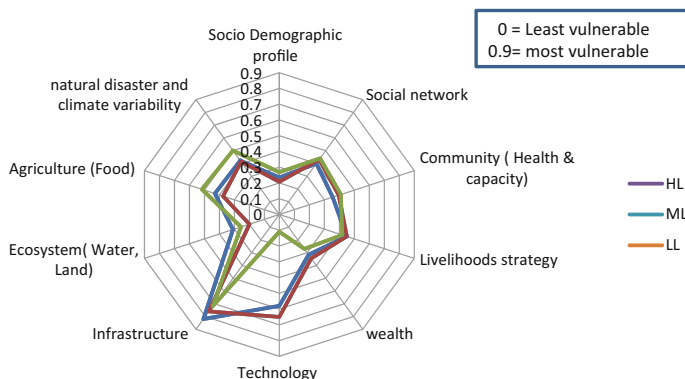 0 = Least vulnerable
0.9= most vulnerable
Socio Demographic
profile
Social network
Community ( Health &
capacity)
Livelihoods strategy
wealth
Technology
Infrastructure
Ecosystem( Water,
Land)
Agriculture (Food)
natural disaster and
climate variability
0.9
0.8
0.7
0.6
0.5
0.4
0.3
0.2
0.1
0
HL
ML
LL